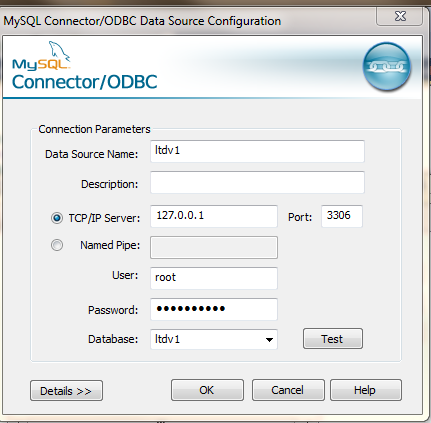 MySQL Connector/ODBC Data Source Configuration
MySQL
Connector/ODBC
Connection Parameters
Data Source Name: ltdv1
Description:
TCP/IP Server: 127.0.0.1 Port: 3306
Named Pipe:
User: root
Password: ••••••••••
Database: ltdv1 Test
Details >> OK Cancel Help